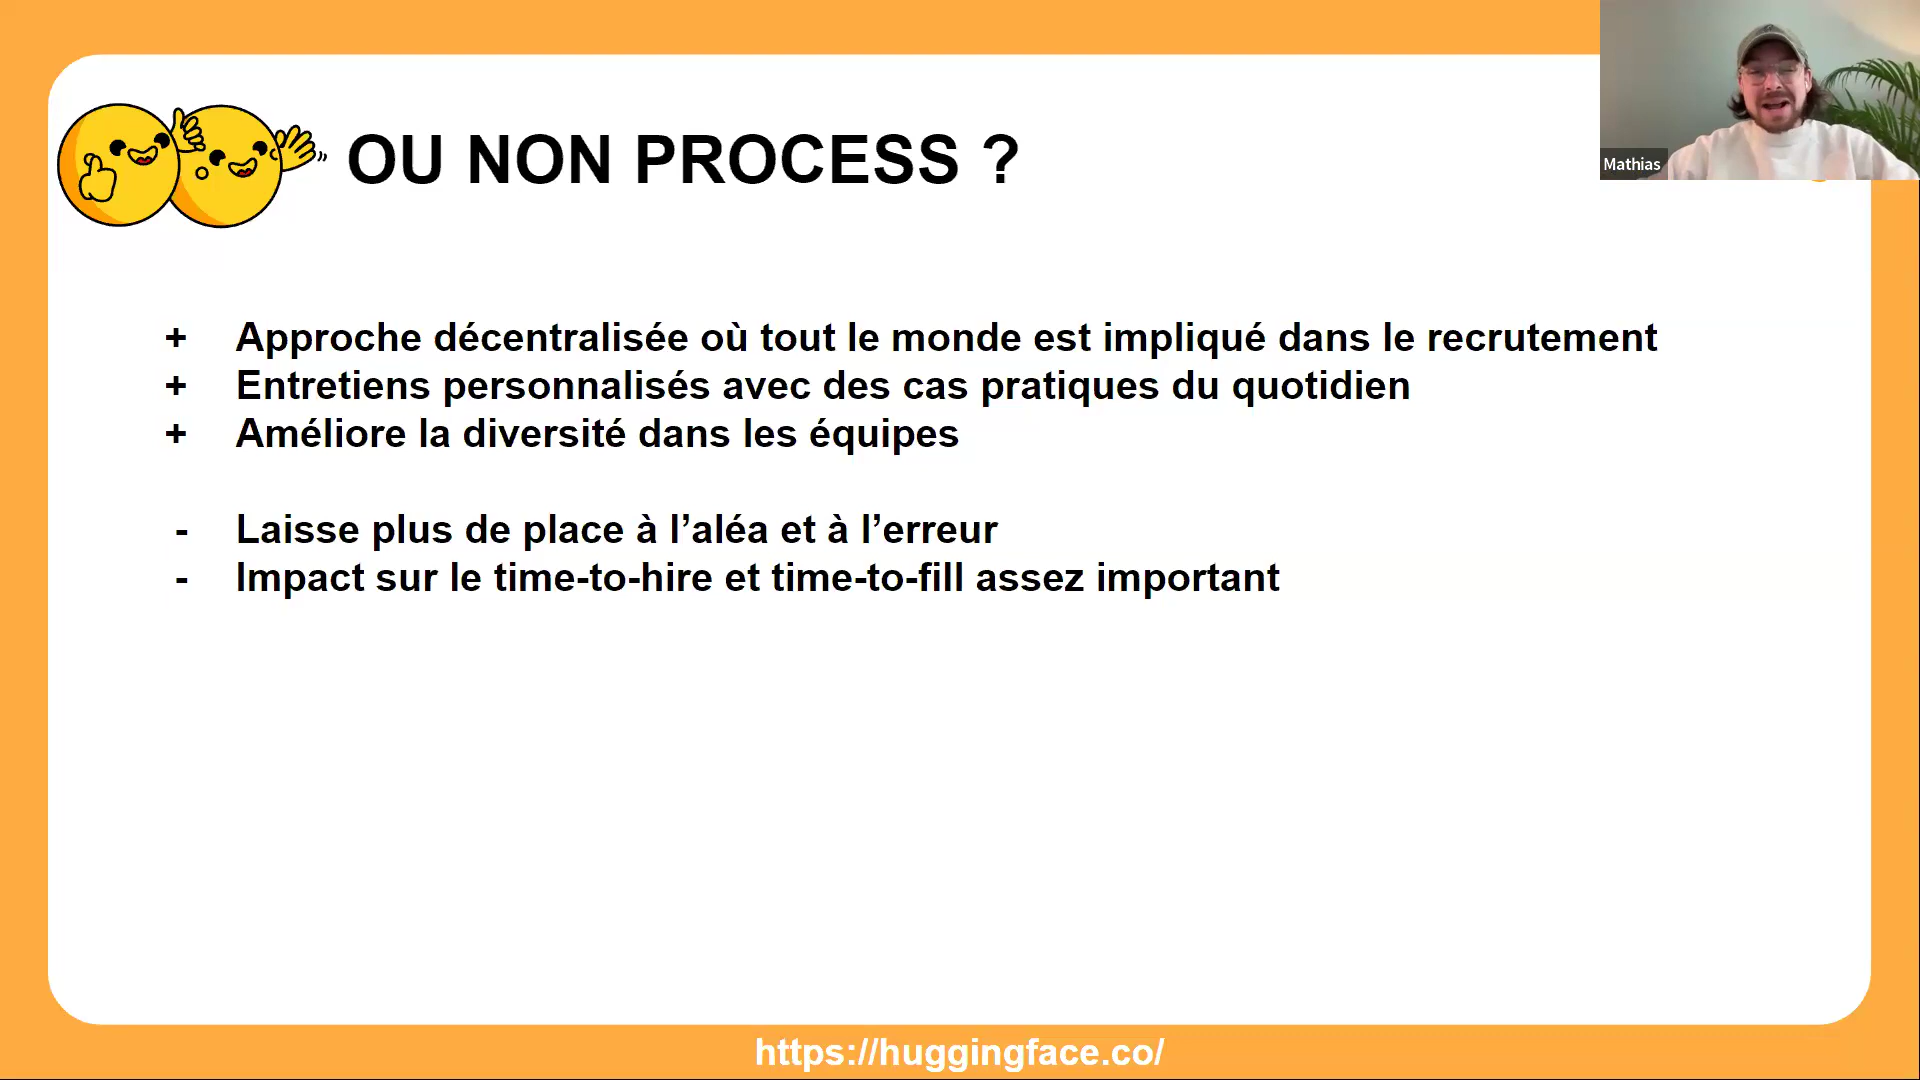 OU NON PROCESS ?
Mathias
+ Approche décentralisée où tout le monde est impliqué dans le recrutement
+ Entretiens personnalisés avec des cas pratiques du quotidien
+ Améliore la diversité dans les équipes
- Laisse plus de place à l’aléa et à l’erreur
- Impact sur le time-to-hire et time-to-fill assez important
https://huggingface.co/